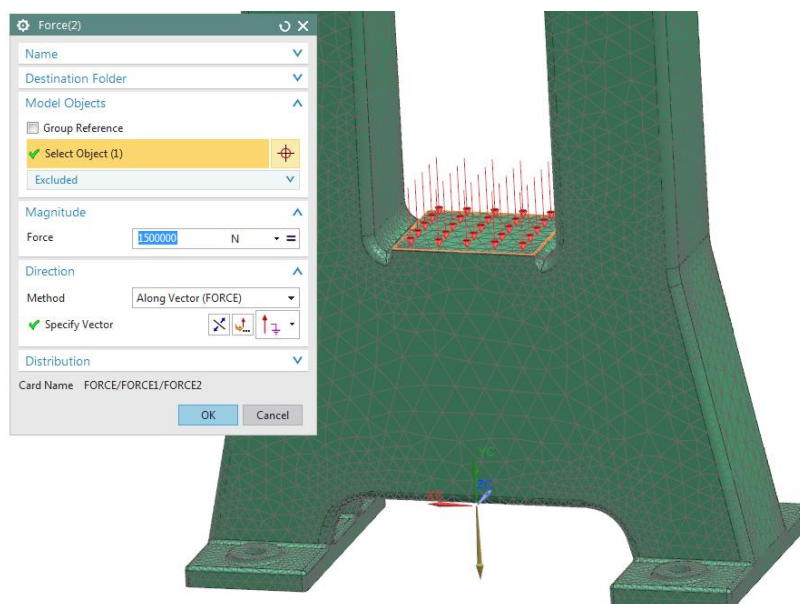 Force(2)
Name
Destination Folder
Model Objects
Group Reference
Select Object (1)
Excluded
Magnitude
Force 1500000 N
Direction
Method Along Vector (FORCE)
Specify Vector
Distribution
Card Name FORCE/FORCE1/FORCE2
OK Cancel
YC
ZC
XC